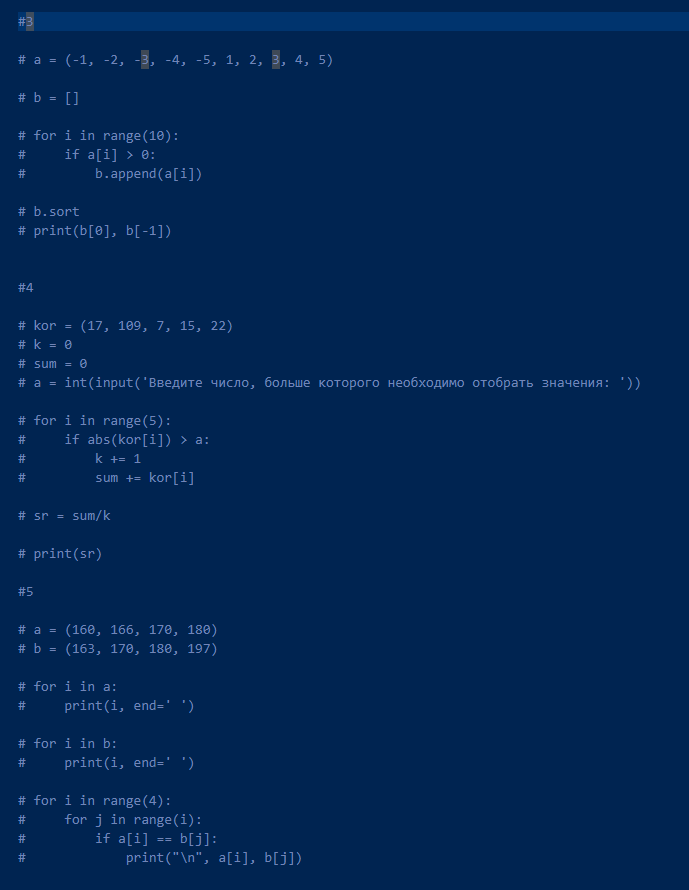 #3
# a = (-1, -2, -3, -4, -5, 1, 2, 3, 4, 5)
# b = []
# for i in range(10):
#     if a[i] > 0:
#         b.append(a[i])
# b.sort
# print(b[0], b[-1])
#4
# kor = (17, 109, 7, 15, 22)
# k = 0
# sum = 0
# a = int(input('Введите число, больше которого необходимо отобрать значения: '))
# for i in range(5):
#     if abs(kor[i]) > a:
#         k += 1
#         sum += kor[i]
# sr = sum/k
# print(sr)
#5
# a = (160, 166, 170, 180)
# b = (163, 170, 180, 197)
# for i in a:
#     print(i, end=' ')
# for i in b:
#     print(i, end=' ')
# for i in range(4):
#     for j in range(i):
#         if a[i] == b[j]:
#             print("\n", a[i], b[j])